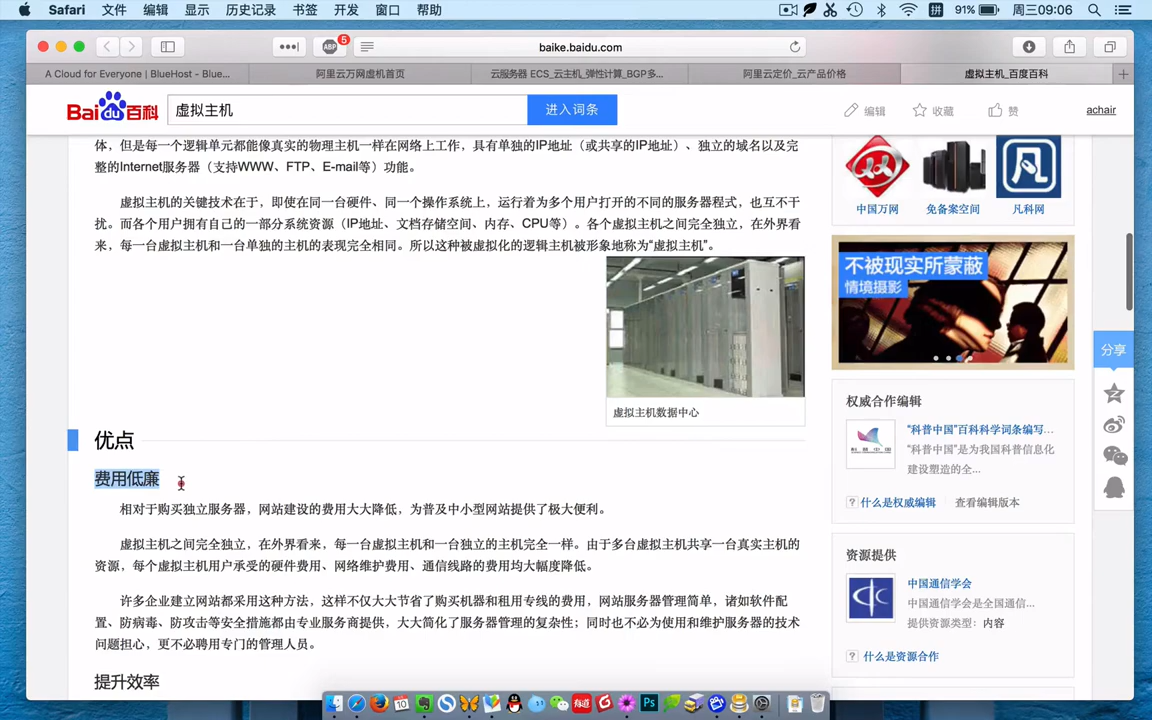 Safari 文件 编辑 显示 历史记录 书签 开发 窗口 帮助 91% 周三09:06
ABP 5 baike.baidu.com
A Cloud for Everyone | BlueHost - Blue... 阿里云万网虚机首页 云服务器 ECS_云主机_弹性计算_BGP多... 阿里云定价_云产品价格 虚拟主机_百度百科
Bai du 百科 虚拟主机 进入词条 编辑 收藏 赞 achair
体，但是每一个逻辑单元都能像真实的物理主机一样在网络上工作，具有单独的IP地址（或共享的IP地址）、独立的域名以及完
整的Internet服务器（支持WWW、FTP、E-mail等）功能。
虚拟主机的关键技术在于，即使在同一台硬件、同一个操作系统上，运行着为多个用户打开的不同的服务器程式，也互不干
扰。而各个用户拥有自己的一部分系统资源（IP地址、文档存储空间、内存、CPU等）。各个虚拟主机之间完全独立，在外界看
来，每一台虚拟主机和一台单独的主机的表现完全相同。所以这种被虚拟化的逻辑主机被形象地称为“虚拟主机”。
虚拟主机数据中心
优点
费用低廉
相对于购买独立服务器，网站建设的费用大大降低，为普及中小型网站提供了极大便利。
虚拟主机之间完全独立，在外界看来，每一台虚拟主机和一台独立的主机完全一样。由于多台虚拟主机共享一台真实主机的
资源，每个虚拟主机用户承受的硬件费用、网络维护费用、通信线路的费用均大幅度降低。
许多企业建立网站都采用这种方法，这样不仅大大节省了购买机器和租用专线的费用，网站服务器管理简单，诸如软件配
置、防病毒、防攻击等安全措施都由专业服务商提供，大大简化了服务器管理的复杂性；同时也不必为使用和维护服务器的技术
问题担心，更不必聘用专门的管理人员。
提升效率
中国万网 免备案空间 凡科网
不被现实所蒙蔽
情境摄影
权威合作编辑
“科普中国”百科科学词条编写...
“科普中国”是为我国科普信息化
建设塑造的全...
? 什么是权威编辑 查看编辑版本
资源提供
中国通信学会
中国通信学会是全国通信...
提供资源类型：内容
? 什么是资源合作
分享